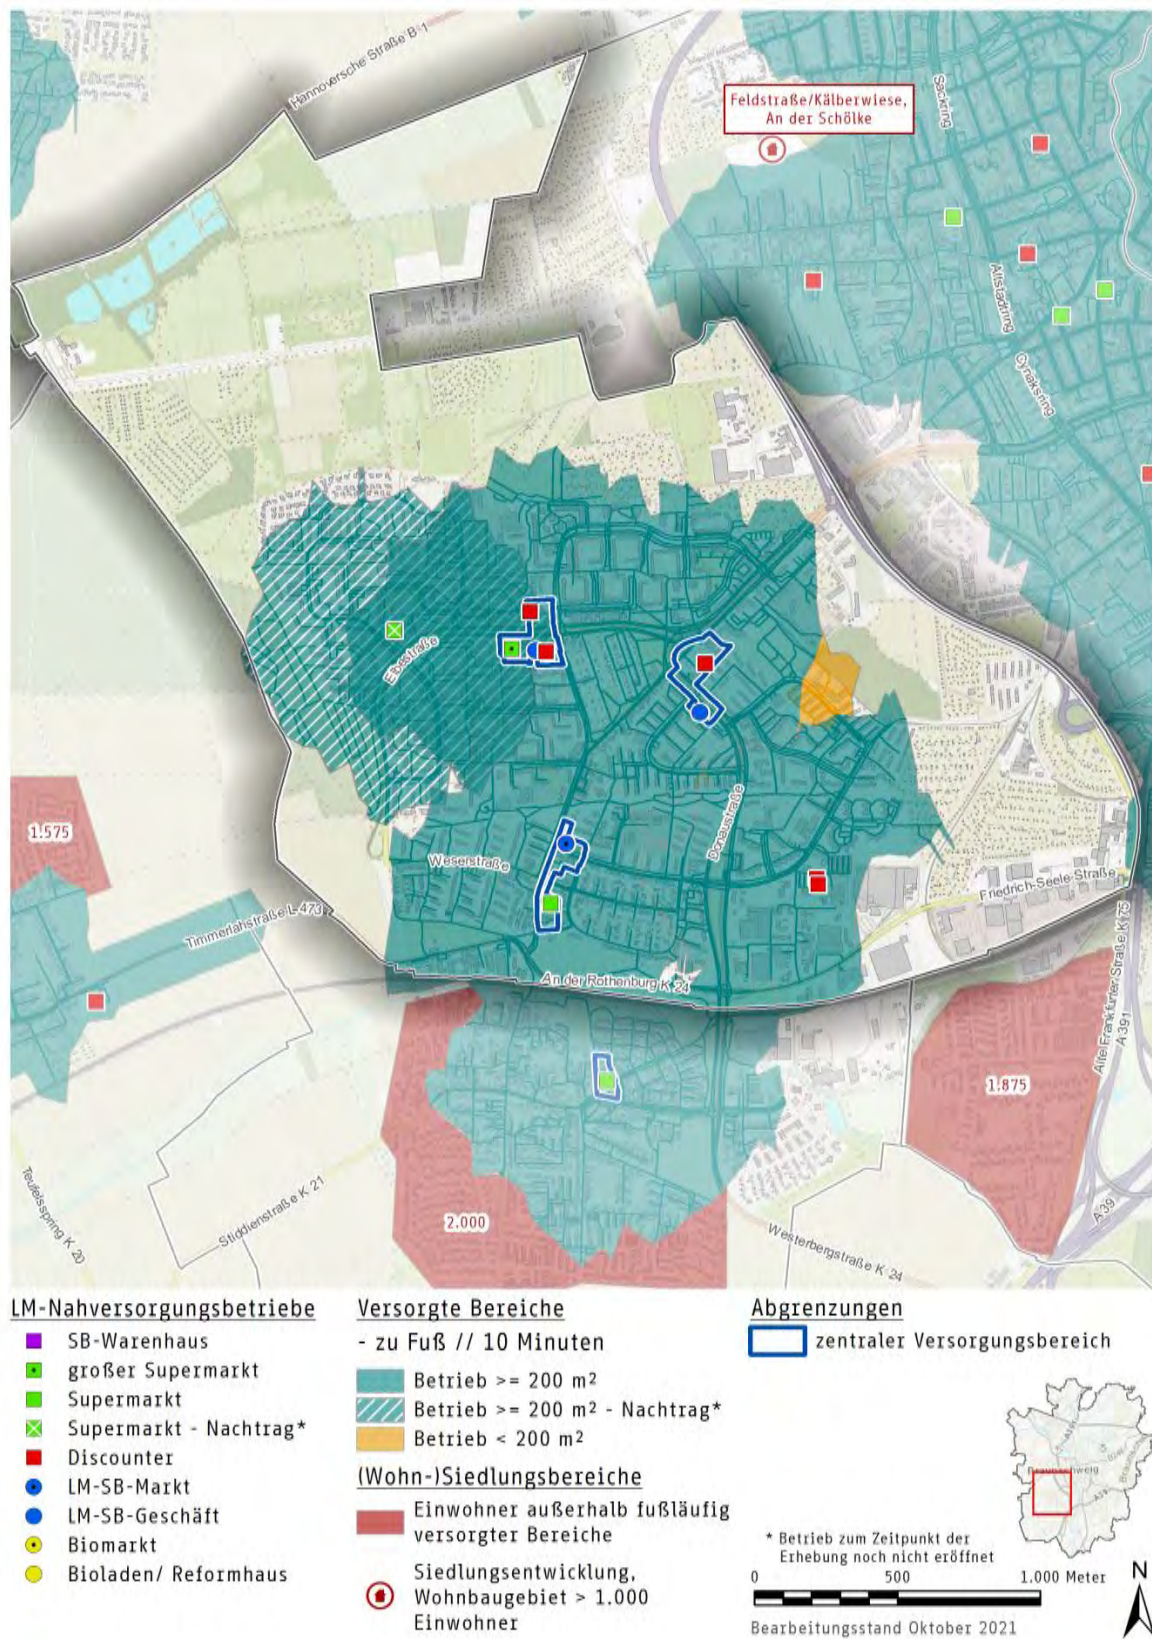 Hannoversche Straße B 1
Feldstraße/Kälberwiese,
An der Schölke
Sackring
Altstadtring
Cyriaksring
Elbestraße
Donaustraße
Weserstraße
1.575
Timmerlahstraße L 473
Friedrich-Seele-Straße
An der Rothenburg K 24
Alte Frankfurter Straße K 75
A 391
1.875
2.000
Teufelsspring K 20
Stiddienstraße K 21
Westerbergstraße K 24
A39
LM-Nahversorgungsbetriebe
SB-Warenhaus
großer Supermarkt
Supermarkt
Supermarkt - Nachtrag*
Discounter
LM-SB-Markt
LM-SB-Geschäft
Biomarkt
Bioladen/ Reformhaus
Versorgte Bereiche
- zu Fuß // 10 Minuten
Betrieb >= 200 m²
Betrieb >= 200 m² - Nachtrag*
Betrieb < 200 m²
(Wohn-)Siedlungsbereiche
Einwohner außerhalb fußläufig
versorgter Bereiche
Siedlungsentwicklung,
Wohnbaugebiet > 1.000
Einwohner
Abgrenzungen
zentraler Versorgungsbereich
Braunschweig
* Betrieb zum Zeitpunkt der
Erhebung noch nicht eröffnet
0 500 1.000 Meter
N
Bearbeitungsstand Oktober 2021